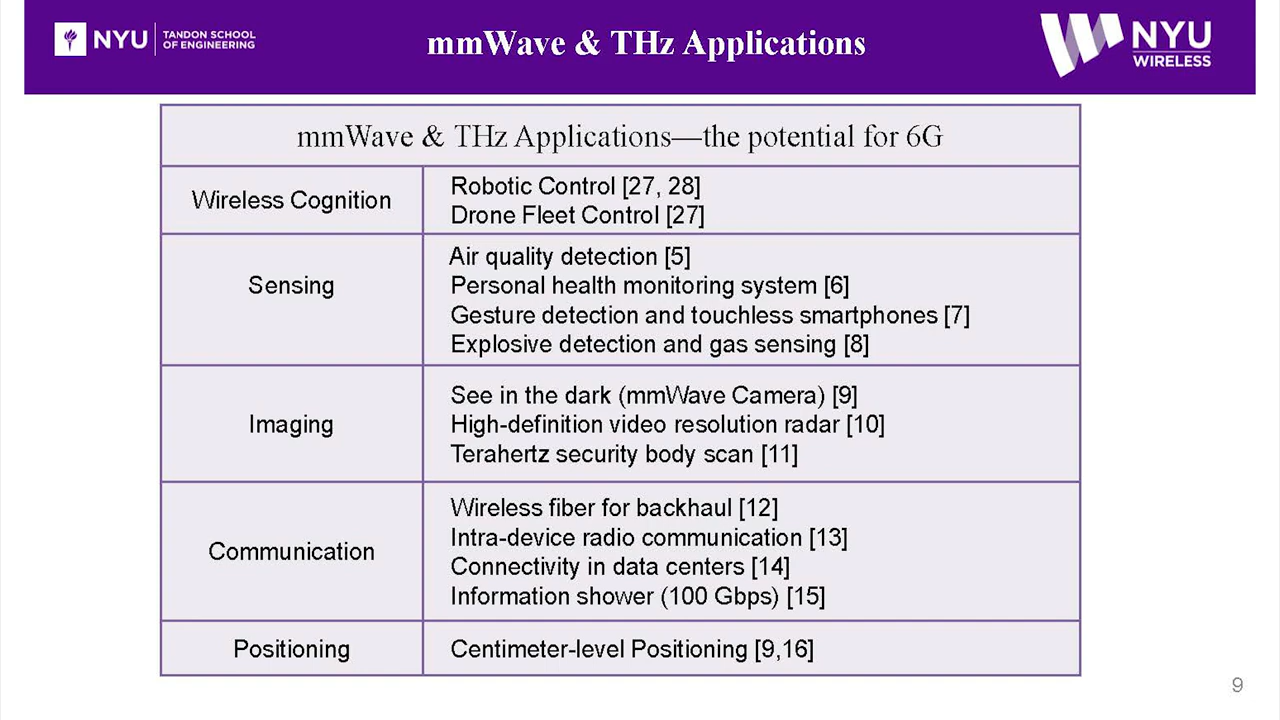 NYU TANDON SCHOOL OF ENGINEERING
mmWave & THz Applications
NYU WIRELESS
mmWave & THz Applications—the potential for 6G
Wireless Cognition
Robotic Control [27, 28]
Drone Fleet Control [27]
Sensing
Air quality detection [5]
Personal health monitoring system [6]
Gesture detection and touchless smartphones [7]
Explosive detection and gas sensing [8]
Imaging
See in the dark (mmWave Camera) [9]
High-definition video resolution radar [10]
Terahertz security body scan [11]
Communication
Wireless fiber for backhaul [12]
Intra-device radio communication [13]
Connectivity in data centers [14]
Information shower (100 Gbps) [15]
Positioning
Centimeter-level Positioning [9,16]
9